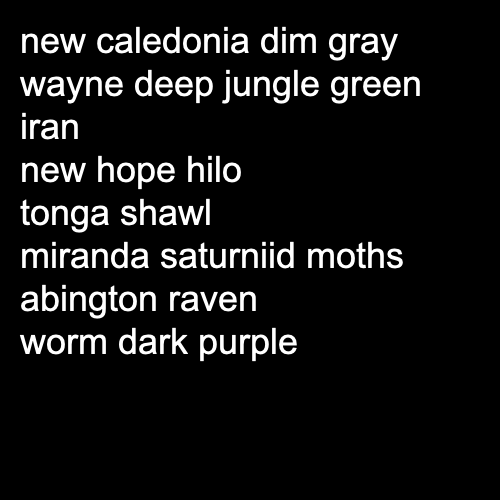 new caledonia dim gray
wayne deep jungle green
iran
new hope hilo
tonga shawl
miranda saturniid moths
abington raven
worm dark purple